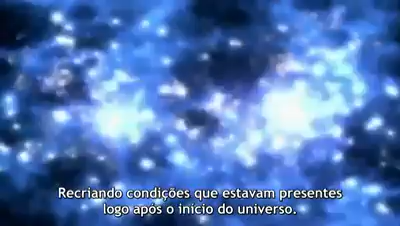 Recriando condições que estavam presentes
logo após o início do universo.